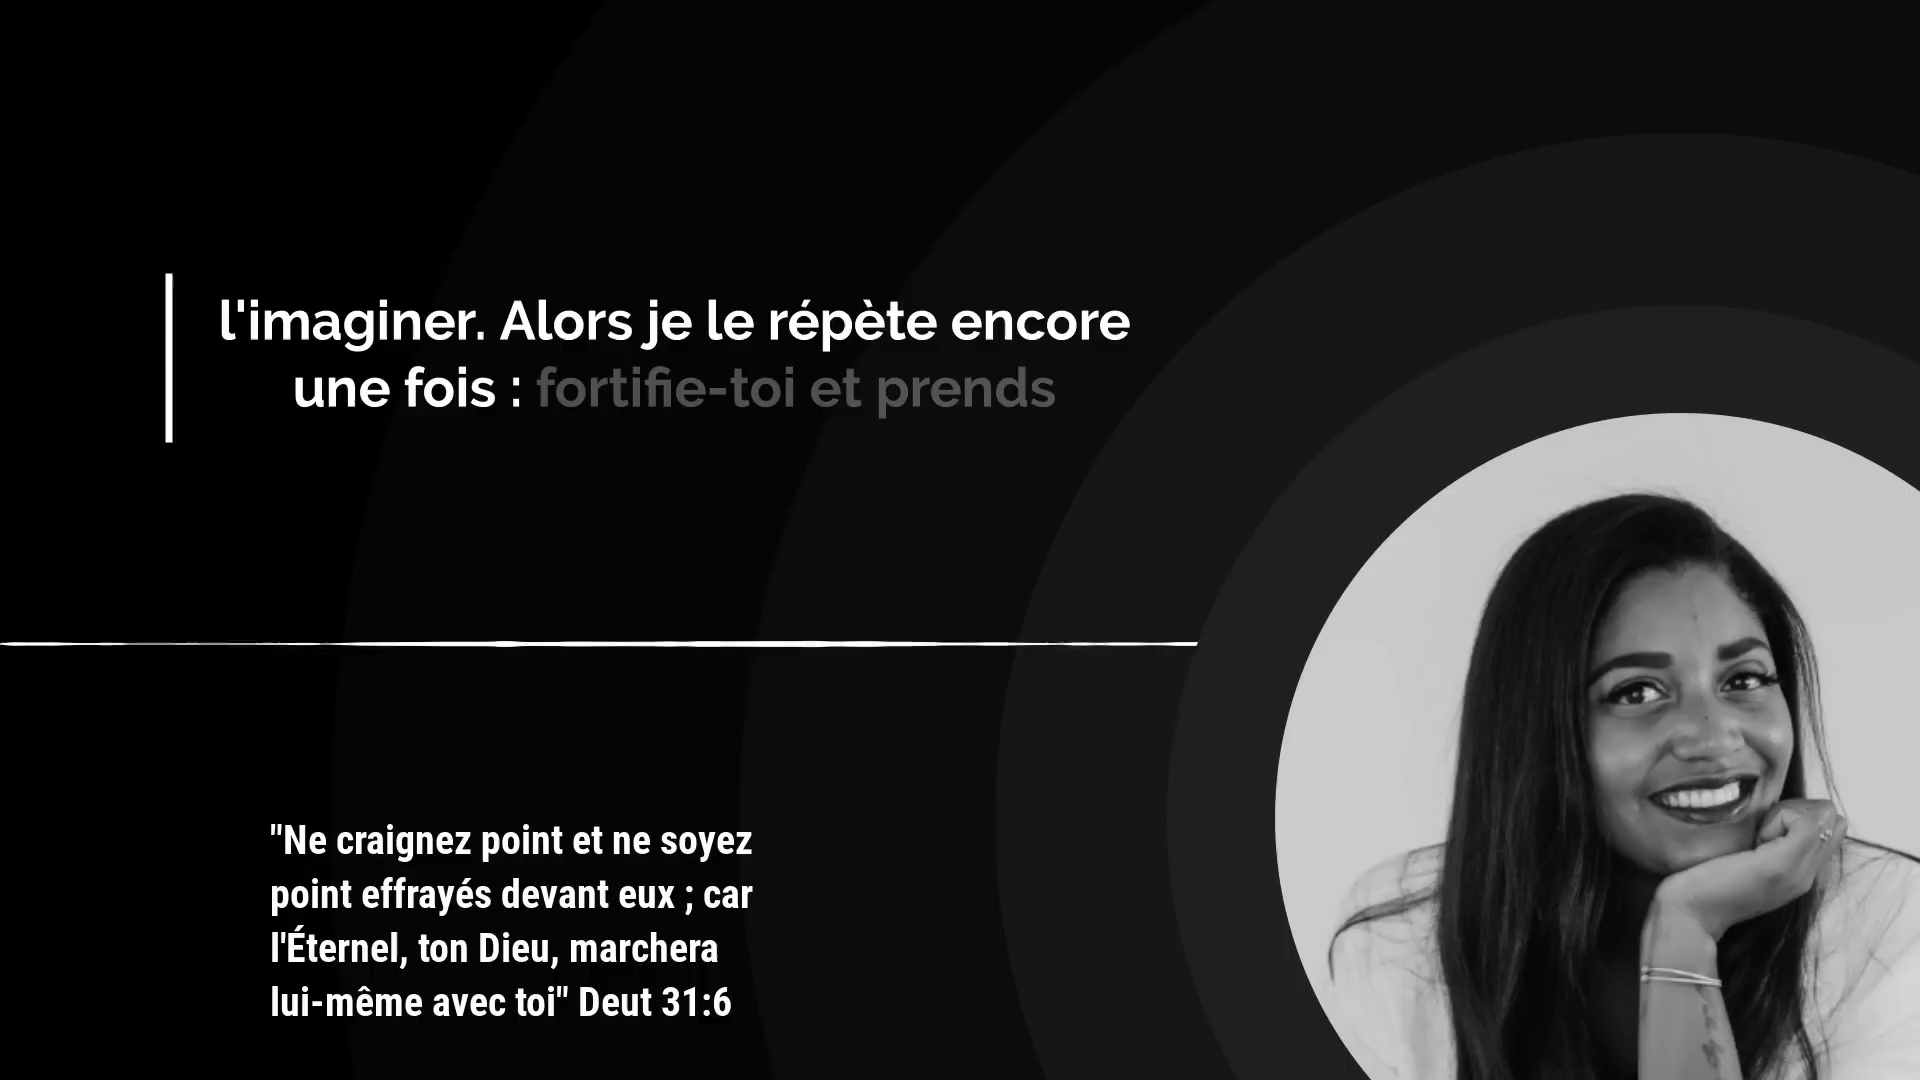 l'imaginer. Alors je le répète encore
une fois : fortifie-toi et prends
"Ne craignez point et ne soyez
point effrayés devant eux ; car
l'Éternel, ton Dieu, marchera
lui-même avec toi" Deut 31:6